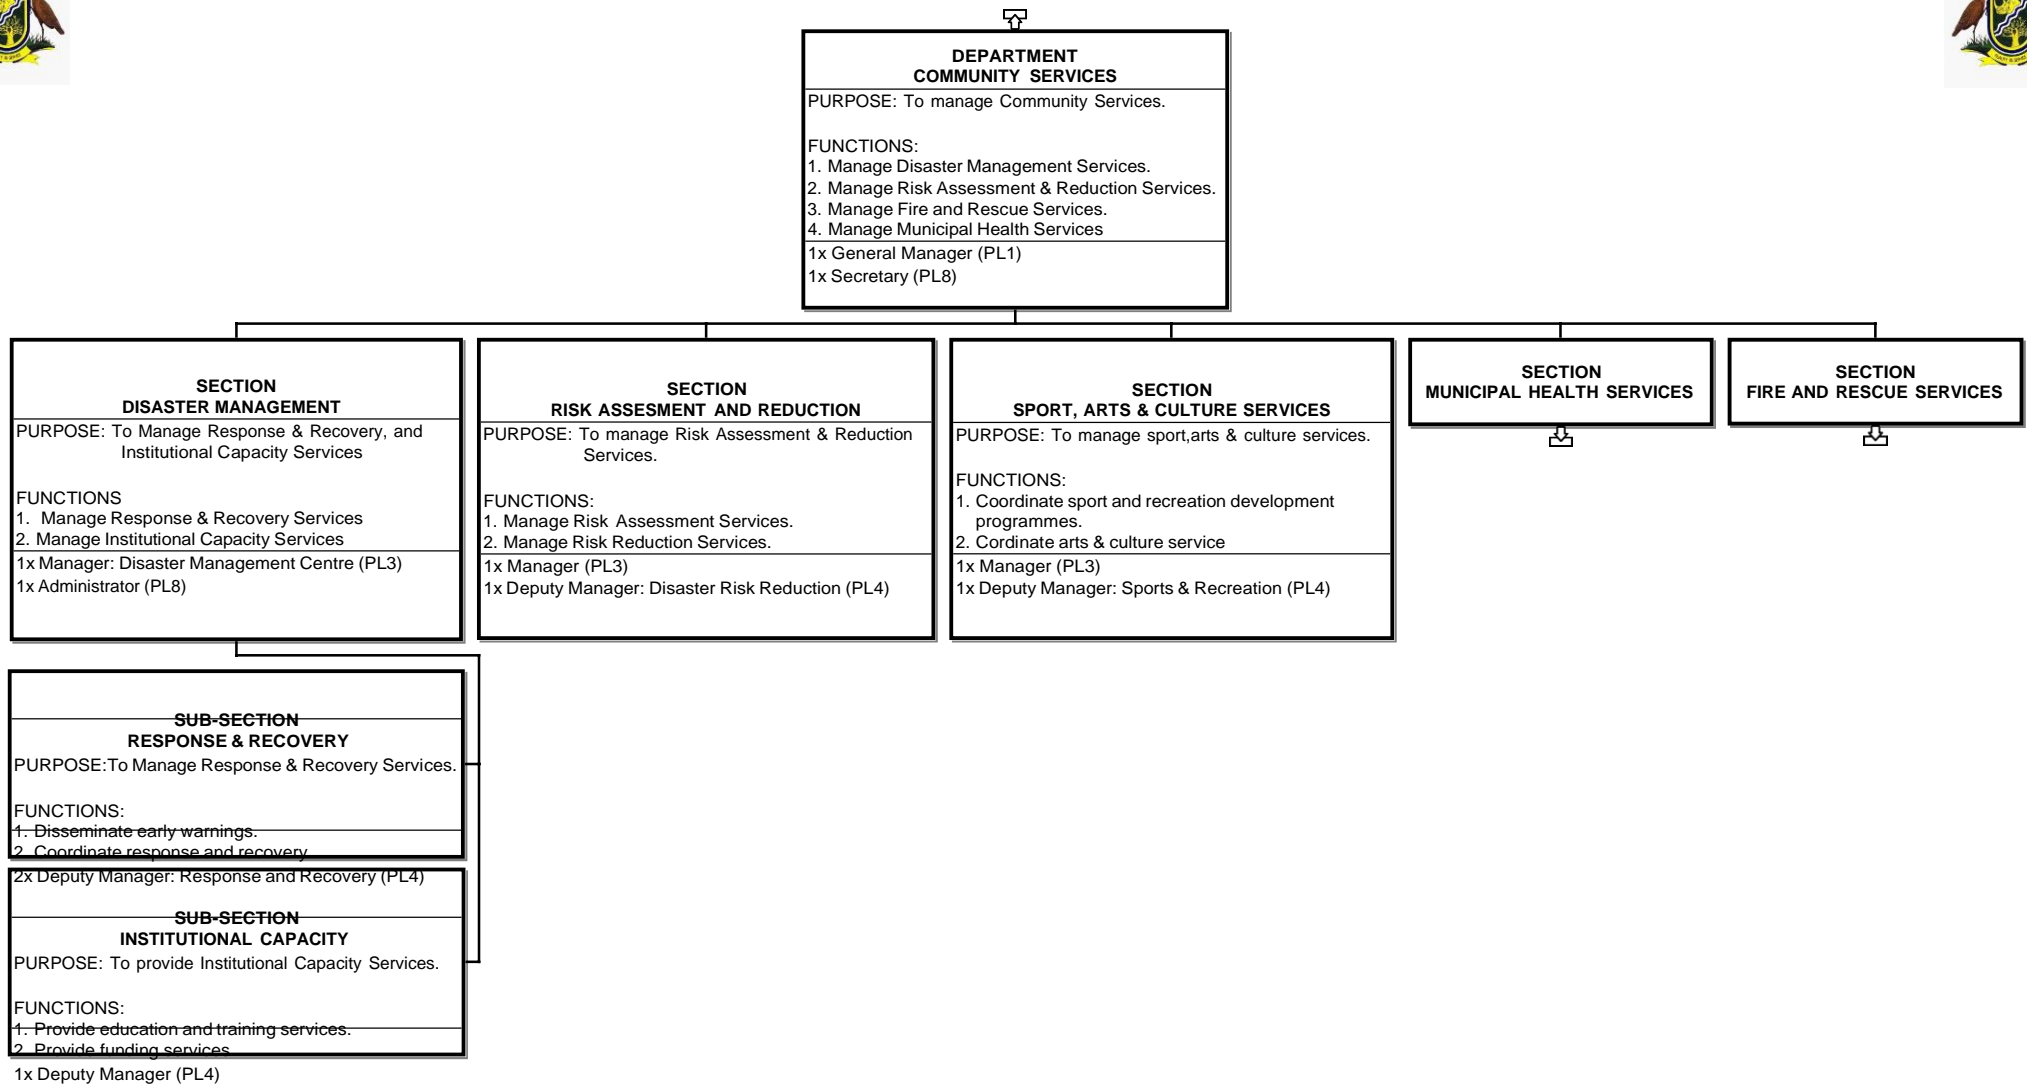 DEPARTMENT
COMMUNITY SERVICES
PURPOSE: To manage Community Services.
FUNCTIONS:
1. Manage Disaster Management Services.
2. Manage Risk Assessment & Reduction Services.
3. Manage Fire and Rescue Services.
4. Manage Municipal Health Services
1x General Manager (PL1)
1x Secretary (PL8)
SECTION
DISASTER MANAGEMENT
PURPOSE: To Manage Response & Recovery, and
Institutional Capacity Services
FUNCTIONS
1. Manage Response & Recovery Services
2. Manage Institutional Capacity Services
1x Manager: Disaster Management Centre (PL3)
1x Administrator (PL8)
SECTION
RISK ASSESMENT AND REDUCTION
PURPOSE: To manage Risk Assessment & Reduction
Services.
FUNCTIONS:
1. Manage Risk Assessment Services.
2. Manage Risk Reduction Services.
1x Manager (PL3)
1x Deputy Manager: Disaster Risk Reduction (PL4)
SECTION
SPORT, ARTS & CULTURE SERVICES
PURPOSE: To manage sport,arts & culture services.
FUNCTIONS:
1. Coordinate sport and recreation development
programmes.
2. Cordinate arts & culture service
1x Manager (PL3)
1x Deputy Manager: Sports & Recreation (PL4)
SECTION
MUNICIPAL HEALTH SERVICES
SECTION
FIRE AND RESCUE SERVICES
SUB-SECTION
RESPONSE & RECOVERY
PURPOSE:To Manage Response & Recovery Services.
FUNCTIONS:
1. Disseminate early warnings.
2. Coordinate response and recovery
2x Deputy Manager: Response and Recovery (PL4)
SUB-SECTION
INSTITUTIONAL CAPACITY
PURPOSE: To provide Institutional Capacity Services.
FUNCTIONS:
1. Provide education and training services.
2. Provide funding services
1x Deputy Manager (PL4)